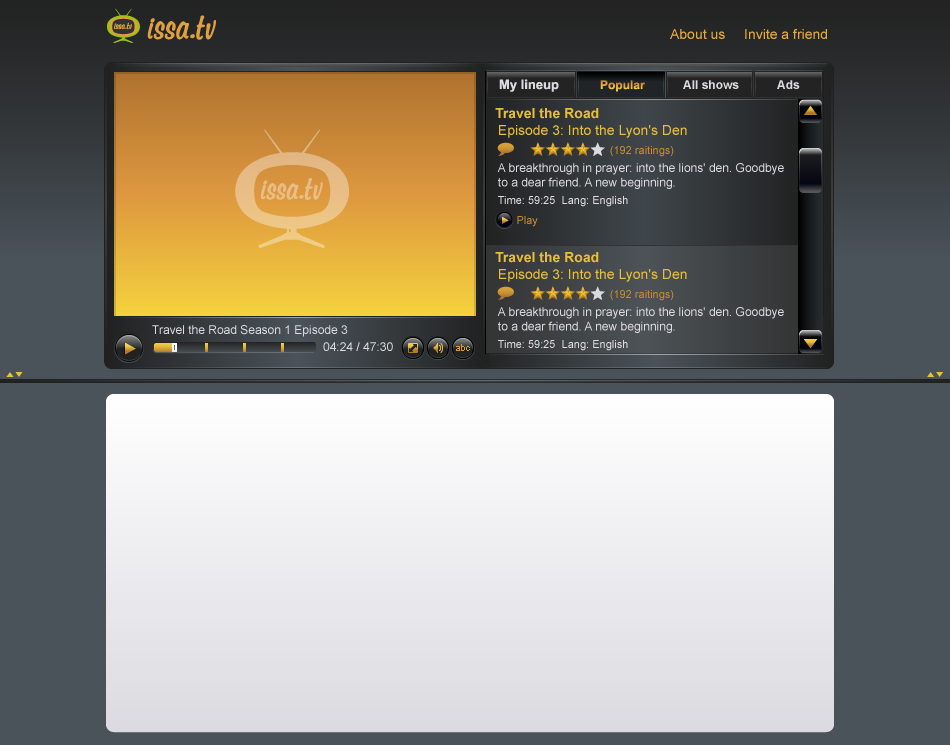 issa.tv issa.tv
About us Invite a friend
My lineup Popular All shows Ads
issa.tv
Travel the Road
Episode 3: Into the Lyon's Den
(192 raitings)
A breakthrough in prayer: into the lions' den. Goodbye
to a dear friend. A new beginning.
Time: 59:25 Lang: English
Play
Travel the Road
Episode 3: Into the Lyon's Den
(192 raitings)
A breakthrough in prayer: into the lions' den. Goodbye
to a dear friend. A new beginning.
Time: 59:25 Lang: English
Travel the Road Season 1 Episode 3
04:24 / 47:30 abc